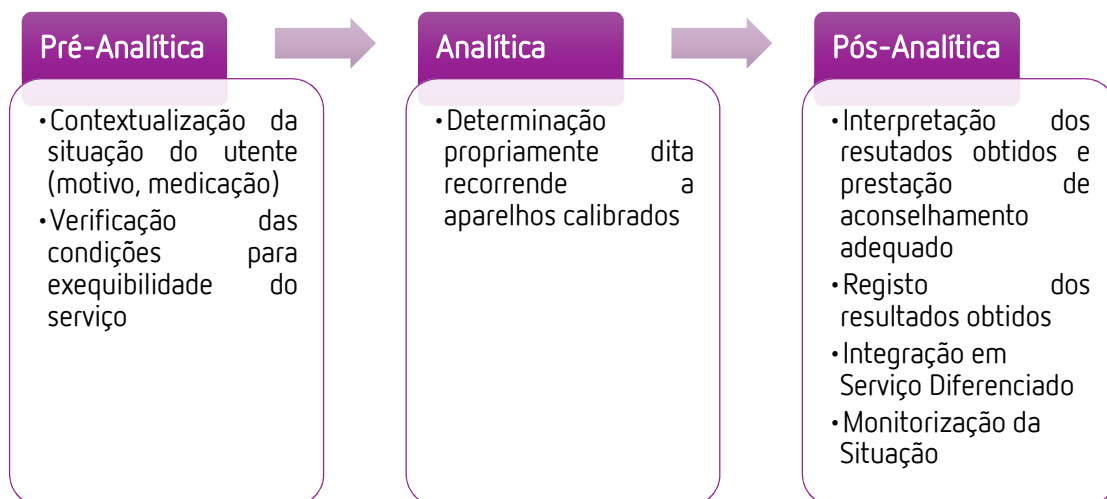 Pré-Analítica
•Contextualização da
situação do utente
(motivo, medicação)
•Verificação das
condições para
exequibilidade do
serviço
Analítica
•Determinação
propriamente dita
recorrende a
aparelhos calibrados
Pós-Analítica
•Interpretação dos
resutados obtidos e
prestação de
aconselhamento
adequado
•Registo dos
resultados obtidos
•Integração em
Serviço Diferenciado
•Monitorização da
Situação